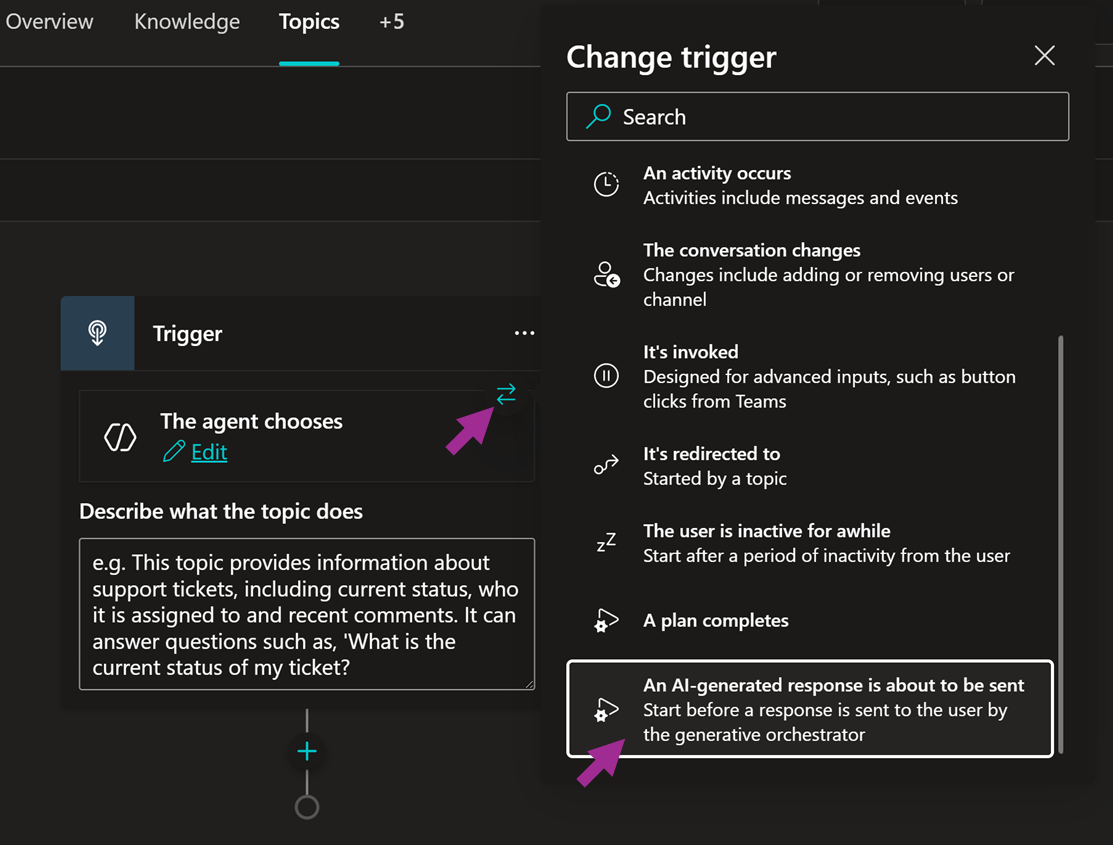 Overview Knowledge Topics +5
Trigger
The agent chooses
Edit
Describe what the topic does
e.g. This topic provides information about
support tickets, including current status, who
it is assigned to and recent comments. It can
answer questions such as, 'What is the
current status of my ticket?
Change trigger
Search
An activity occurs
Activities include messages and events
The conversation changes
Changes include adding or removing users or
channel
It's invoked
Designed for advanced inputs, such as button
clicks from Teams
It's redirected to
Started by a topic
The user is inactive for awhile
zZ
Start after a period of inactivity from the user
A plan completes
An AI-generated response is about to be sent
Start before a response is sent to the user by
the generative orchestrator